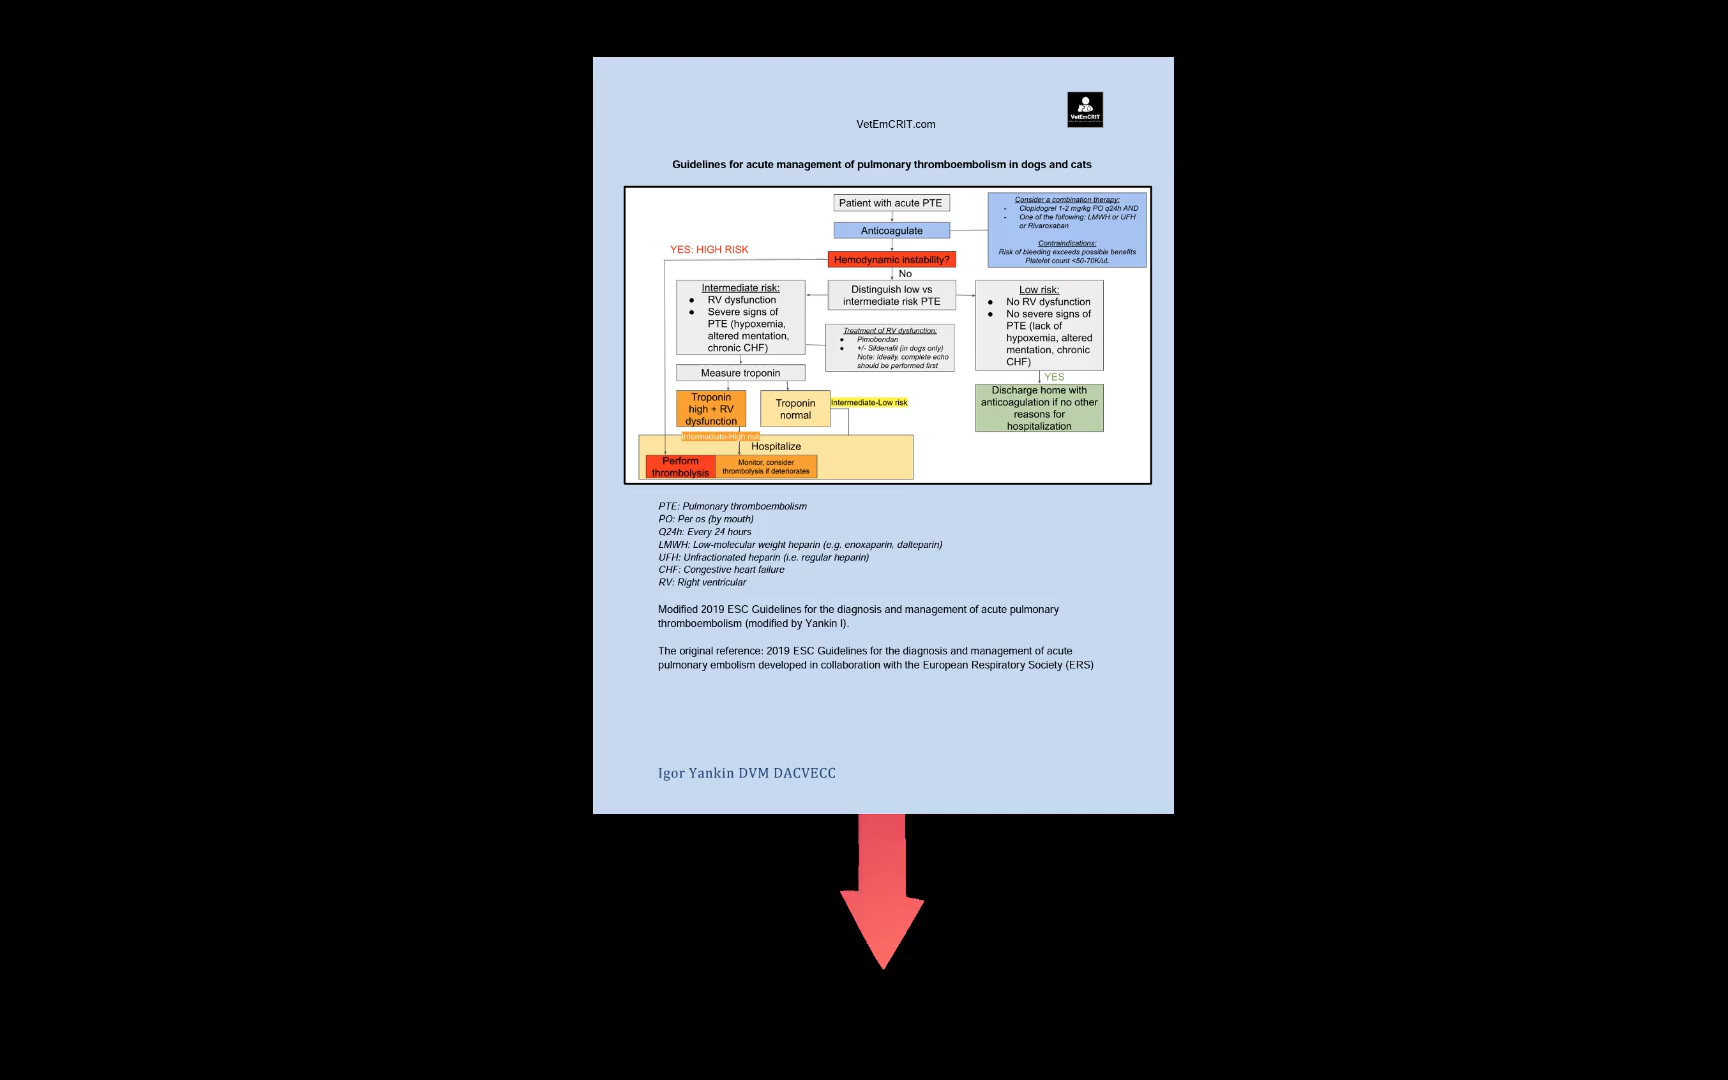 VetEmCRIT
VetEmCRIT.com
Guidelines for acute management of pulmonary thromboembolism in dogs and cats
Patient with acute PTE
Consider a combination therapy:
- Clopidogrel 1-2 mg/kg PO q24h AND
- One of the following: LMWH or UFH
or Rivaroxaban
Contraindications:
Risk of bleeding exceeds possible benefits
Platelet count <50-70K/uL
Anticoagulate
YES: HIGH RISK
Hemodynamic instability?
No
Intermediate risk:
● RV dysfunction
● Severe signs of
PTE (hypoxemia,
altered mentation,
chronic CHF)
Distinguish low vs
intermediate risk PTE
Low risk:
● No RV dysfunction
● No severe signs of
PTE (lack of
hypoxemia, altered
mentation, chronic
CHF)
Treatment of RV dysfunction:
● Pimobendan
● +/- Sildenafil (in dogs only)
Note: Ideally, complete echo
should be performed first
Measure troponin
YES
Troponin
high + RV
dysfunction
Troponin
normal
Intermediate-Low risk
Discharge home with
anticoagulation if no other
reasons for
hospitalization
Intermediate-High risk
Hospitalize
Perform
thrombolysis
Monitor, consider
thrombolysis if deteriorates
PTE: Pulmonary thromboembolism
PO: Per os (by mouth)
Q24h: Every 24 hours
LMWH: Low-molecular weight heparin (e.g. enoxaparin, dalteparin)
UFH: Unfractionated heparin (i.e. regular heparin)
CHF: Congestive heart failure
RV: Right ventricular
Modified 2019 ESC Guidelines for the diagnosis and management of acute pulmonary
thromboembolism (modified by Yankin I).
The original reference: 2019 ESC Guidelines for the diagnosis and management of acute
pulmonary embolism developed in collaboration with the European Respiratory Society (ERS)
Igor Yankin DVM DACVECC